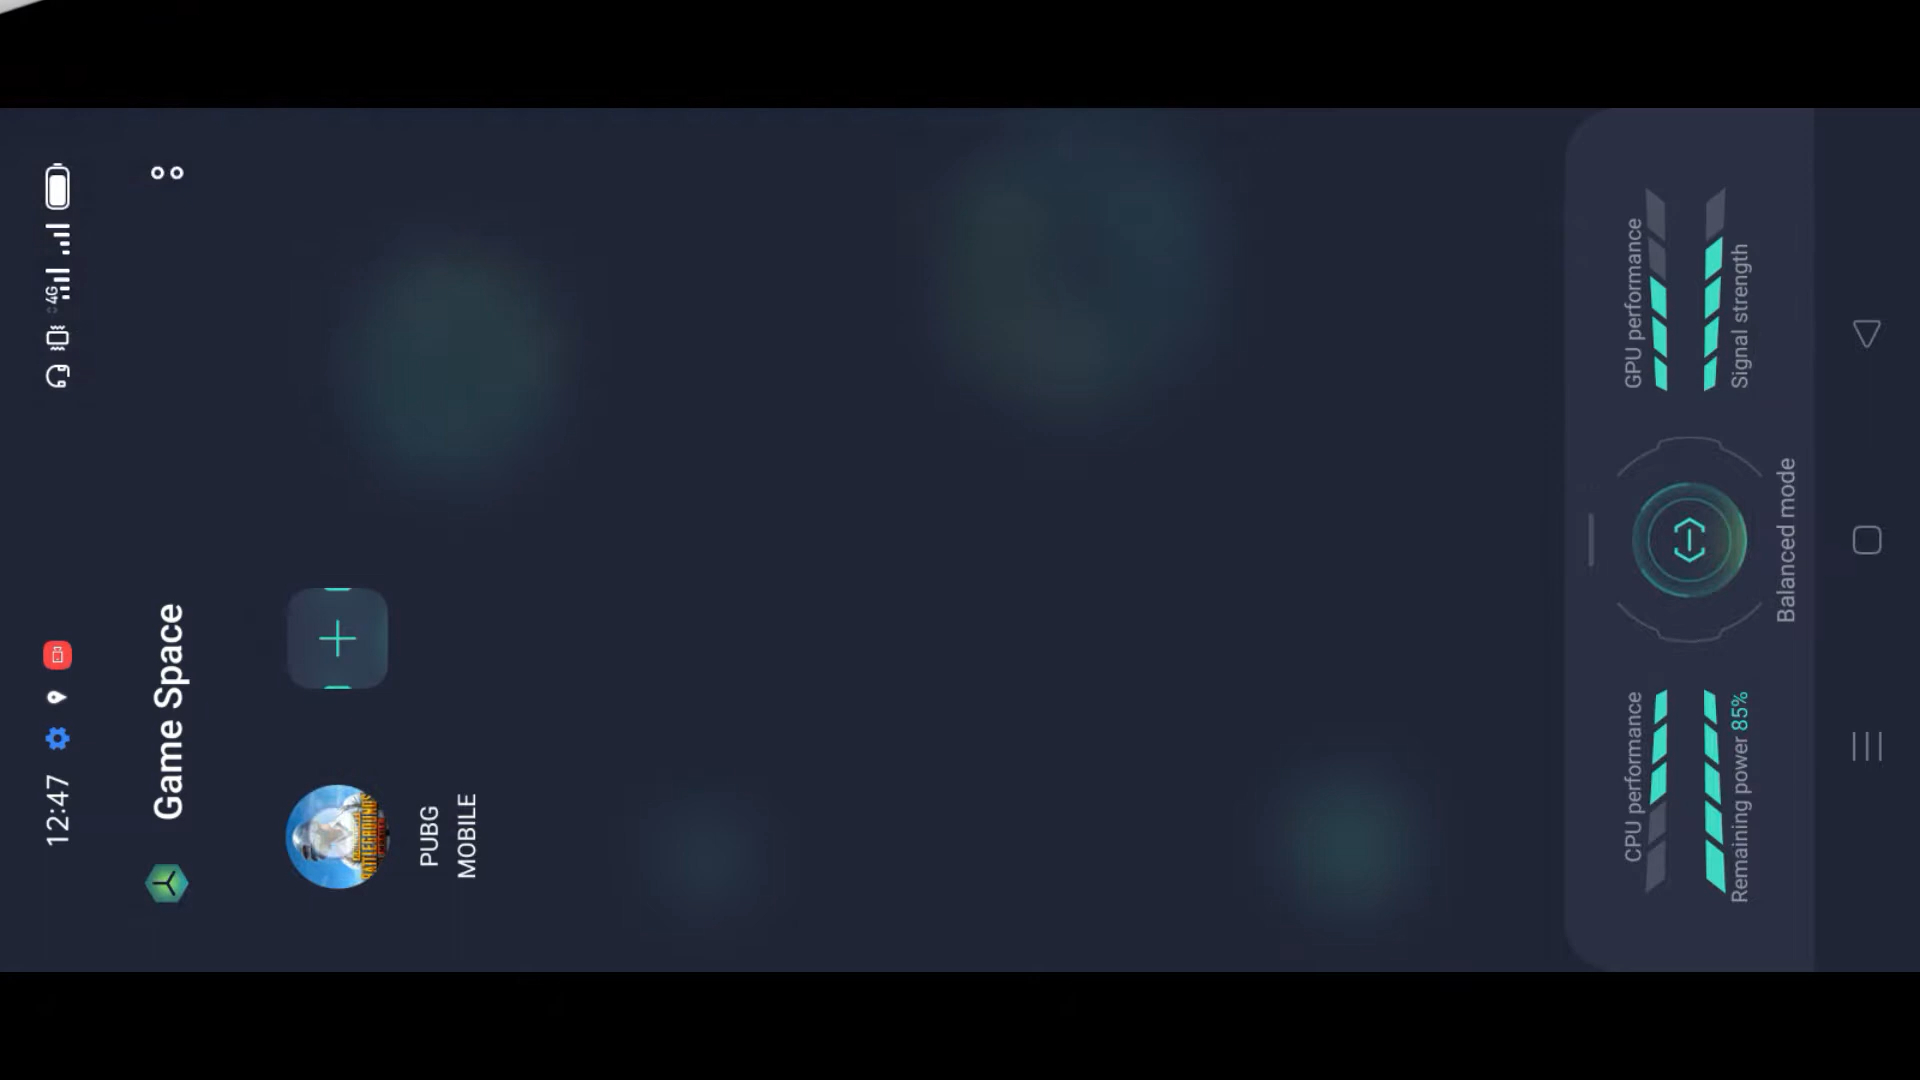 12:47
4G
Game Space
PUBG
MOBILE
CPU performance
GPU performance
Remaining power 85%
Signal strength
Balanced mode